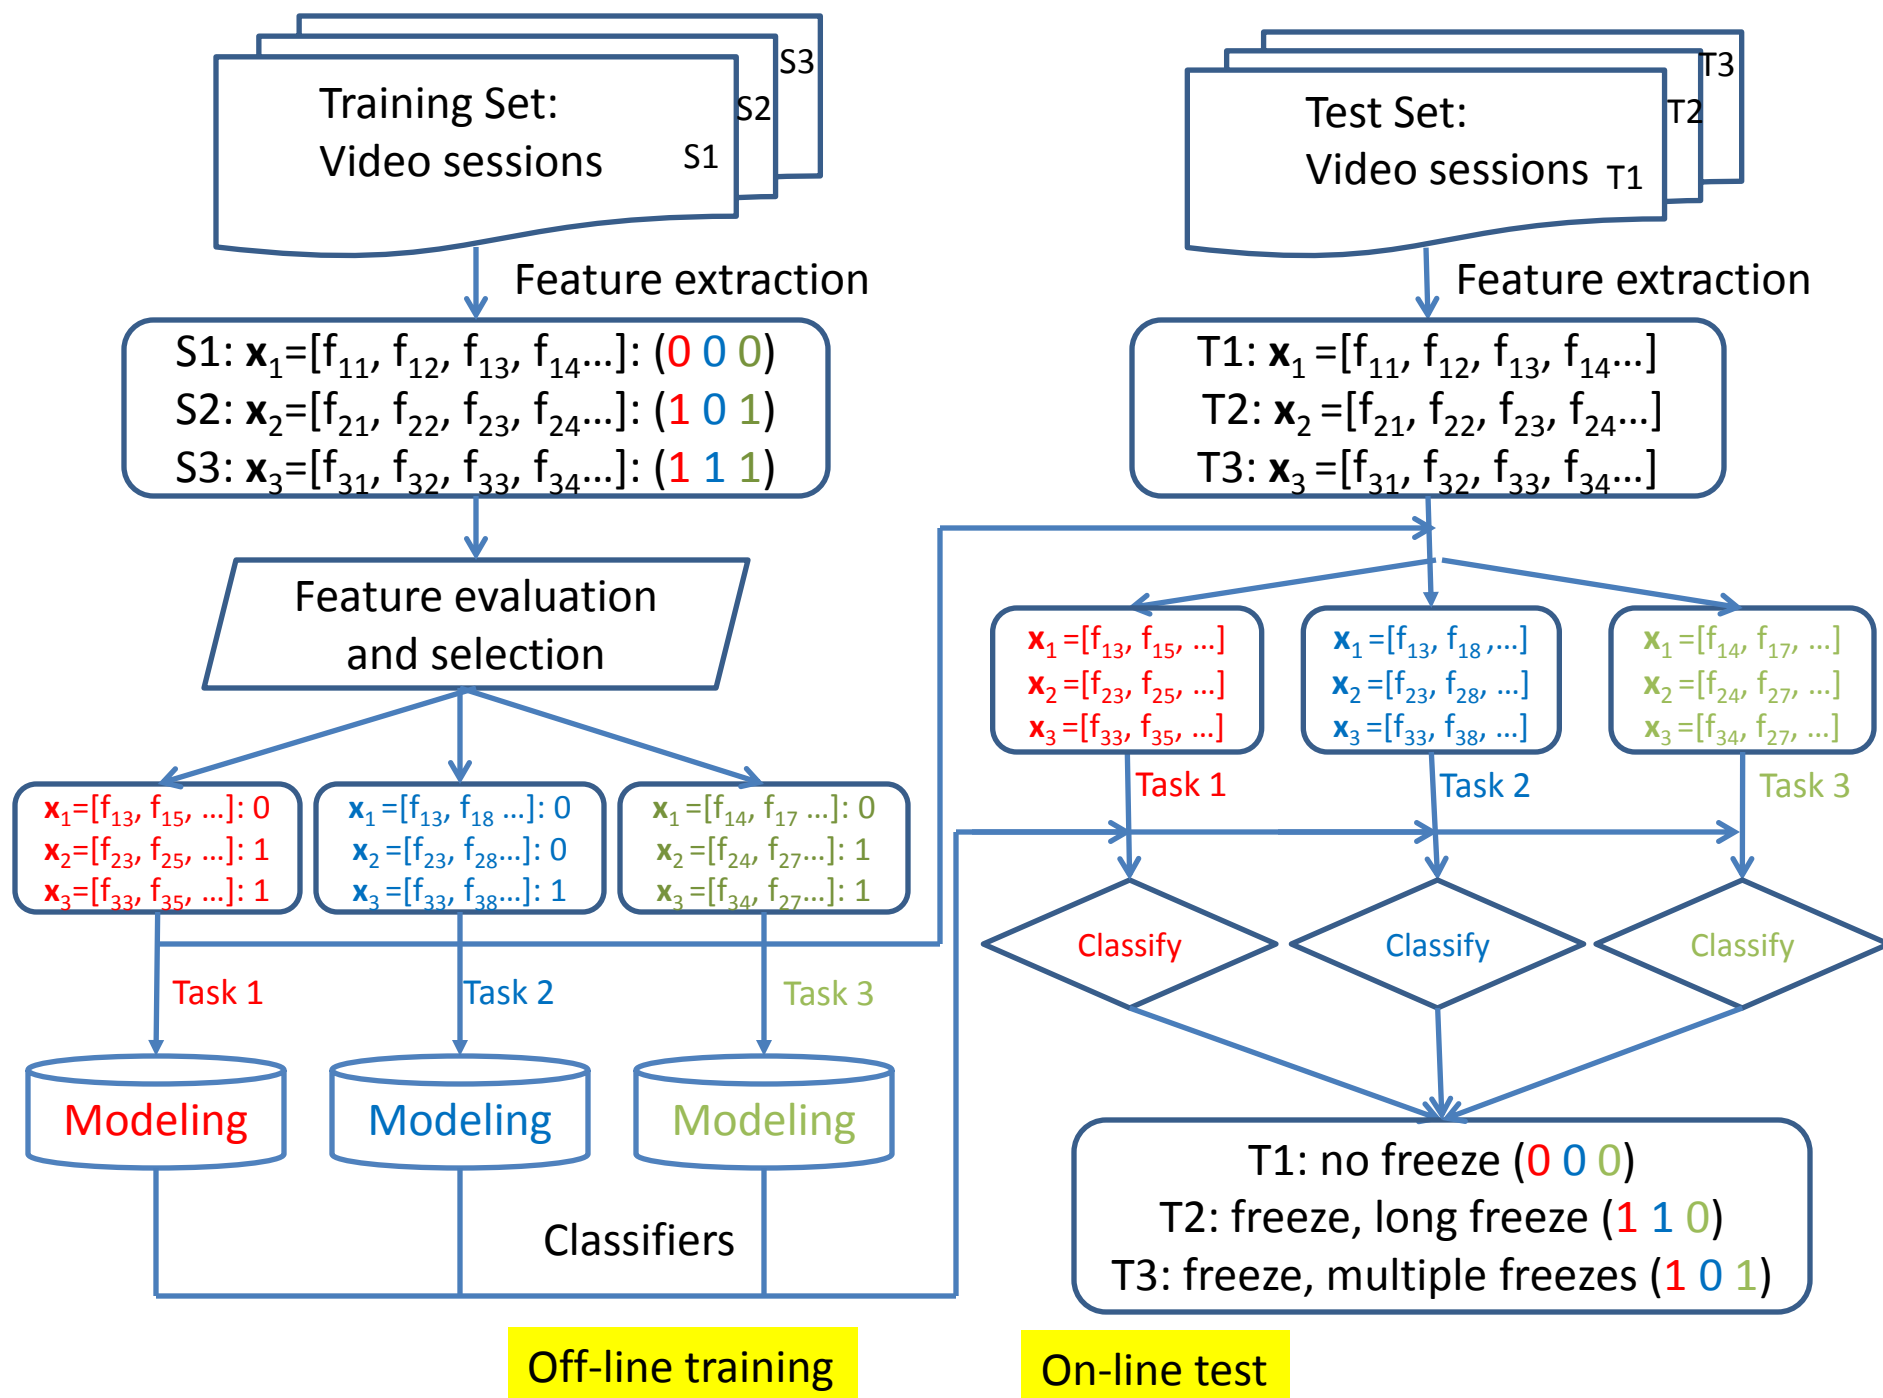 S3
S2
S1
Training Set:
Video sessions
Feature extraction
S1: x₁=[f₁₁, f₁₂, f₁₃, f₁₄...]: (0 0 0)
S2: x₂=[f₂₁, f₂₂, f₂₃, f₂₄...]: (1 0 1)
S3: x₃=[f₃₁, f₃₂, f₃₃, f₃₄...]: (1 1 1)
Feature evaluation
and selection
x₁=[f₁₃, f₁₅, ...]: 0
x₂=[f₂₃, f₂₅, ...]: 1
x₃=[f₃₃, f₃₅, ...]: 1
x₁=[f₁₃, f₁₈ ...]: 0
x₂=[f₂₃, f₂₈...]: 0
x₃=[f₃₃, f₃₈...]: 1
x₁=[f₁₄, f₁₇ ...]: 0
x₂=[f₂₄, f₂₇...]: 1
x₃=[f₃₄, f₂₇...]: 1
Task 1
Task 2
Task 3
Modeling
Modeling
Modeling
Classifiers
Off-line training
T3
T2
T1
Test Set:
Video sessions
Feature extraction
T1: x₁ =[f₁₁, f₁₂, f₁₃, f₁₄...]
T2: x₂ =[f₂₁, f₂₂, f₂₃, f₂₄...]
T3: x₃ =[f₃₁, f₃₂, f₃₃, f₃₄...]
x₁ =[f₁₃, f₁₅, ...]
x₂ =[f₂₃, f₂₅, ...]
x₃ =[f₃₃, f₃₅, ...]
x₁ =[f₁₃, f₁₈ ,...]
x₂ =[f₂₃, f₂₈, ...]
x₃ =[f₃₃, f₃₈, ...]
x₁ =[f₁₄, f₁₇, ...]
x₂ =[f₂₄, f₂₇, ...]
x₃ =[f₃₄, f₂₇, ...]
Task 1
Task 2
Task 3
Classify
Classify
Classify
T1: no freeze (0 0 0)
T2: freeze, long freeze (1 1 0)
T3: freeze, multiple freezes (1 0 1)
On-line test